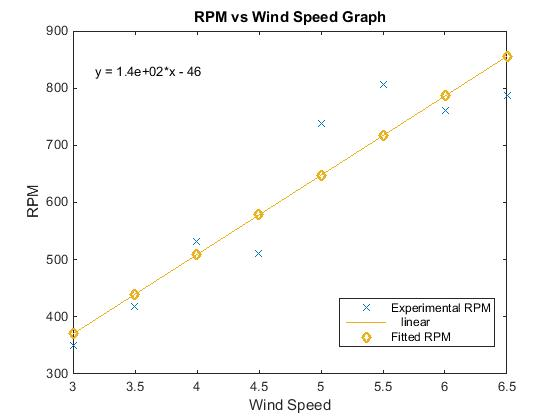 RPM vs Wind Speed Graph
900
y = 1.4e+02*x - 46
800
700
600
RPM
500
400
Experimental RPM
linear
Fitted RPM
300
3 3.5 4 4.5 5 5.5 6 6.5
Wind Speed